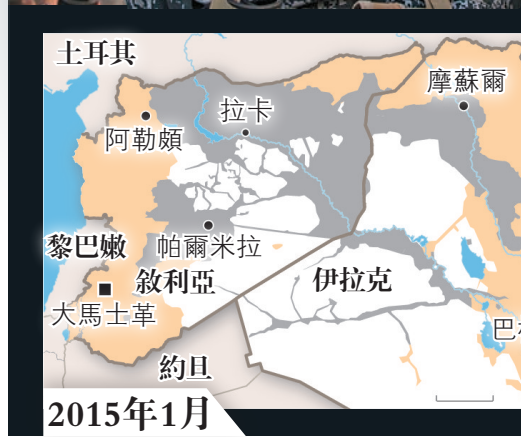 土耳其
摩蘇爾
拉卡
阿勒頗
黎巴嫩
帕爾米拉
敘利亞
伊拉克
大馬士革
巴
約旦
2015年1月